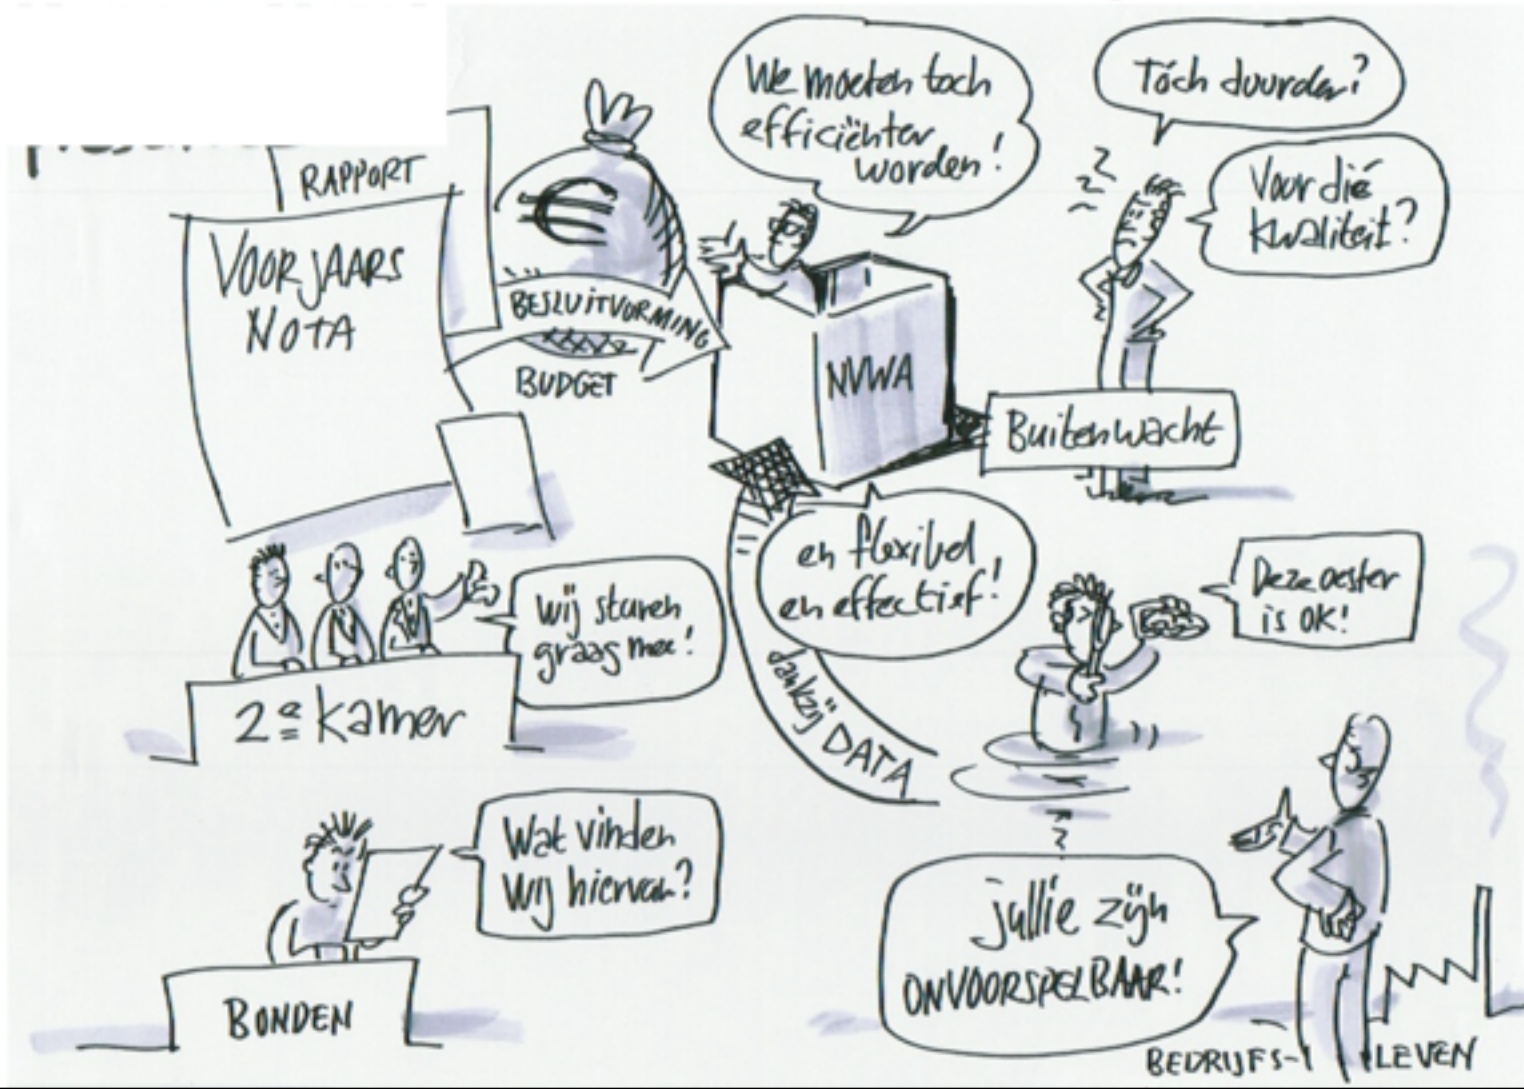 RAPPORT
VOORJAARS
NOTA
€
BESLUITVORMING
BUDGET
We moeten toch
efficiënter
worden!
Tóch duurder?
Voor dié
kwaliteit?
NVWA
Buitenwacht
en flexibel
en effectief!
Deze oester
is OK!
wij sturen
graag mee!
2e kamer
dankzij DATA
Wat vinden
wij hiervan?
BONDEN
jullie zijn
ONVOORSPELBAAR!
BEDRIJFS-
LEVEN